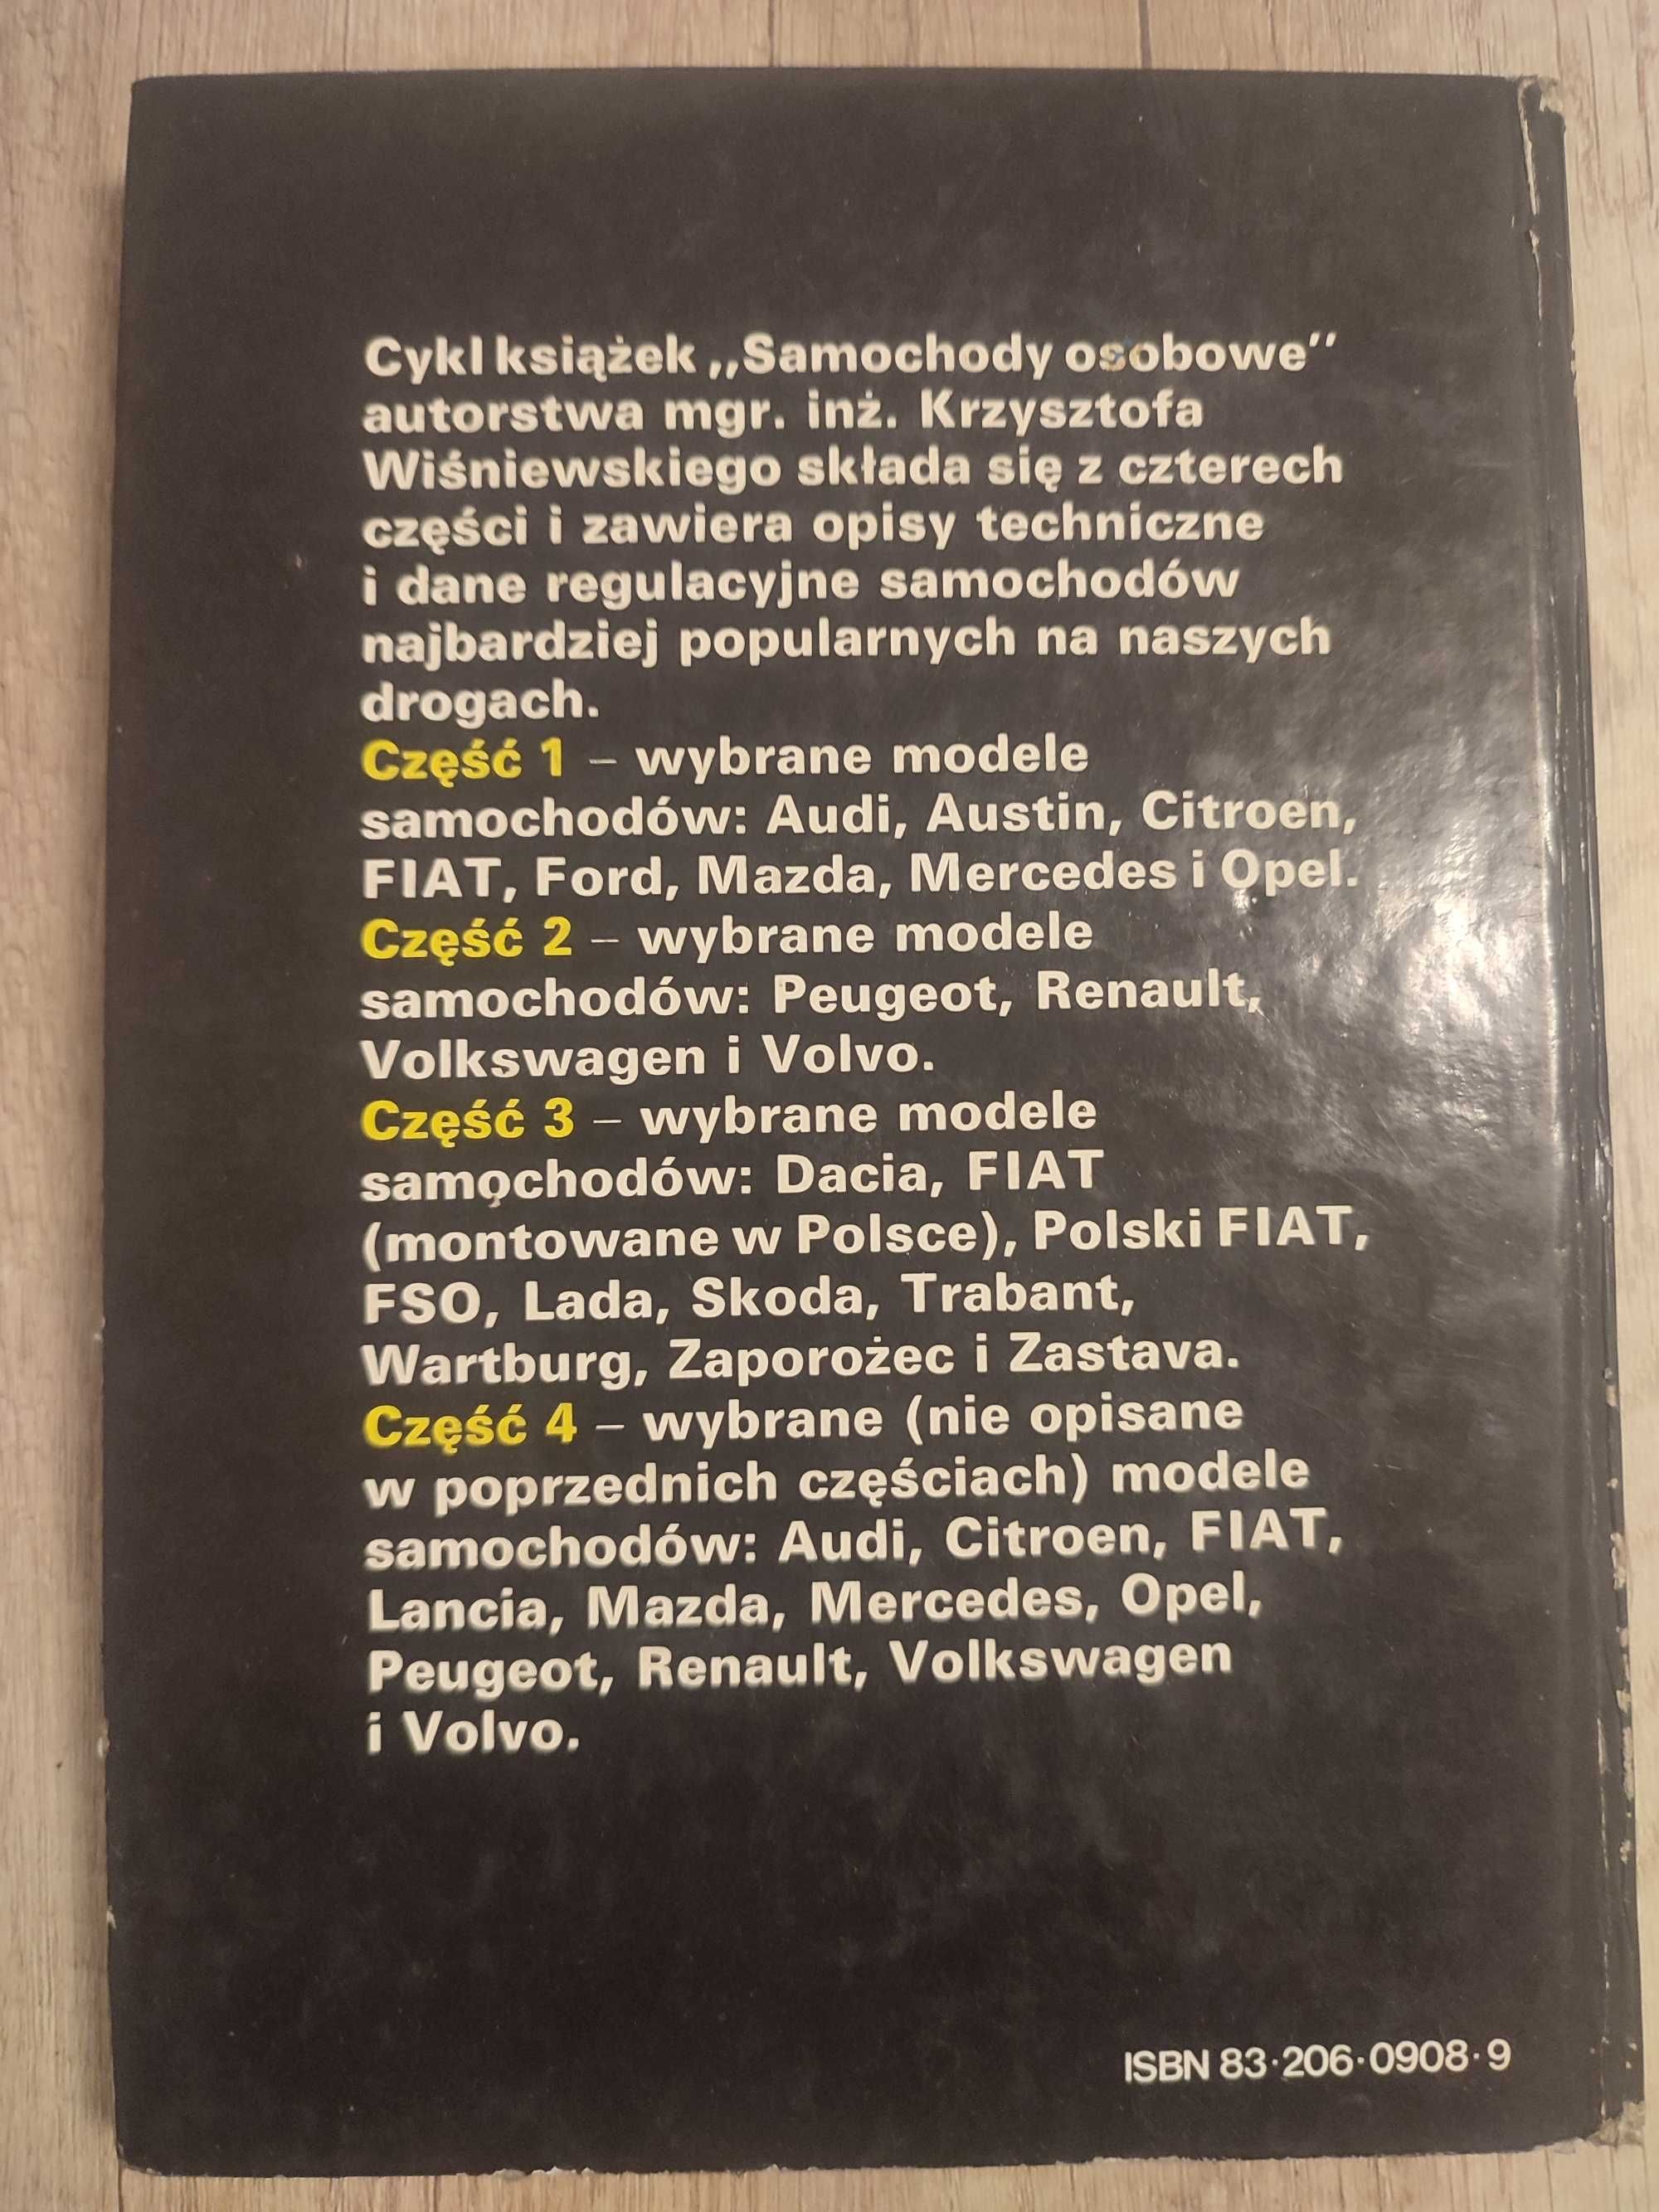 Cykl książek ,,Samochody osobowe''
autorstwa mgr. inż. Krzysztofa
Wiśniewskiego składa się z czterech
części i zawiera opisy techniczne
i dane regulacyjne samochodów
najbardziej popularnych na naszych
drogach.
Część 1 – wybrane modele
samochodów: Audi, Austin, Citroen,
FIAT, Ford, Mazda, Mercedes i Opel.
Część 2 – wybrane modele
samochodów: Peugeot, Renault,
Volkswagen i Volvo.
Część 3 – wybrane modele
samochodów: Dacia, FIAT
(montowane w Polsce), Polski FIAT,
FSO, Lada, Skoda, Trabant,
Wartburg, Zaporożec i Zastava.
Część 4 – wybrane (nie opisane
w poprzednich częściach) modele
samochodów: Audi, Citroen, FIAT,
Lancia, Mazda, Mercedes, Opel,
Peugeot, Renault, Volkswagen
i Volvo.
ISBN 83·206·0908·9